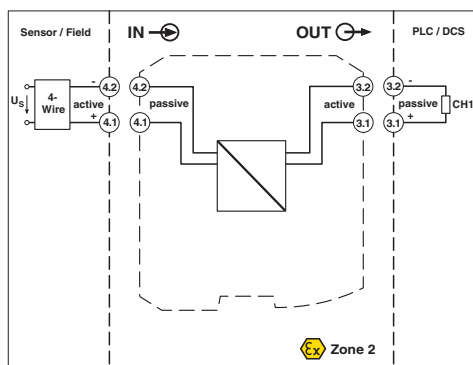 Sensor / Field
IN
OUT
PLC / DCS
4-
Wire
US
-
active
+
4.2
4.1
4.2
passive
4.1
3.2
active
3.1
3.2
-
passive
+
3.1
CH1
Ex Zone 2